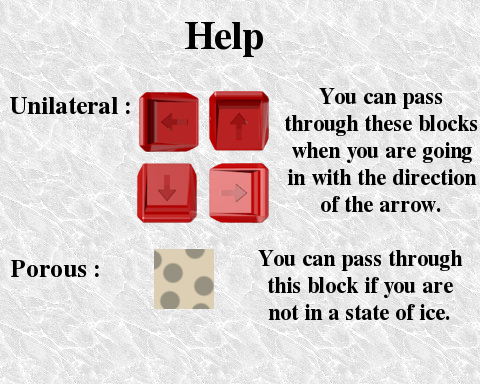 Help
Unilateral :
You can pass
through these blocks
when you are going
in with the direction
of the arrow.
Porous :
You can pass through
this block if you are
not in a state of ice.